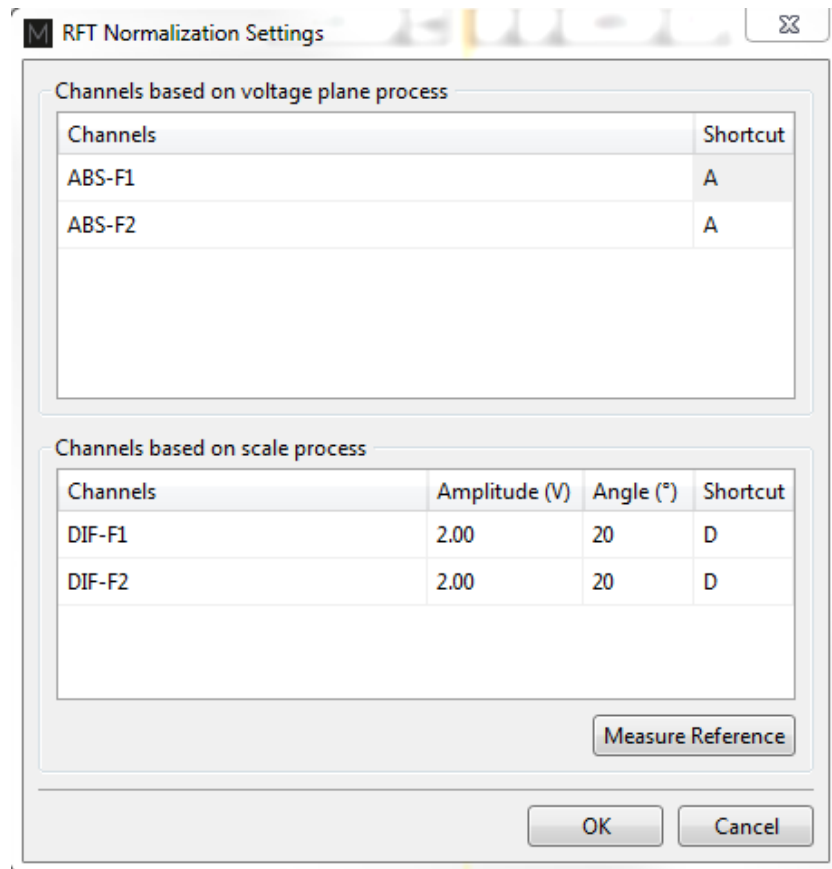 M RFT Normalization Settings
Channels based on voltage plane process
Channels Shortcut
ABS-F1 A
ABS-F2 A
Channels based on scale process
Channels Amplitude (V) Angle (°) Shortcut
DIF-F1 2.00 20 D
DIF-F2 2.00 20 D
Measure Reference
OK Cancel